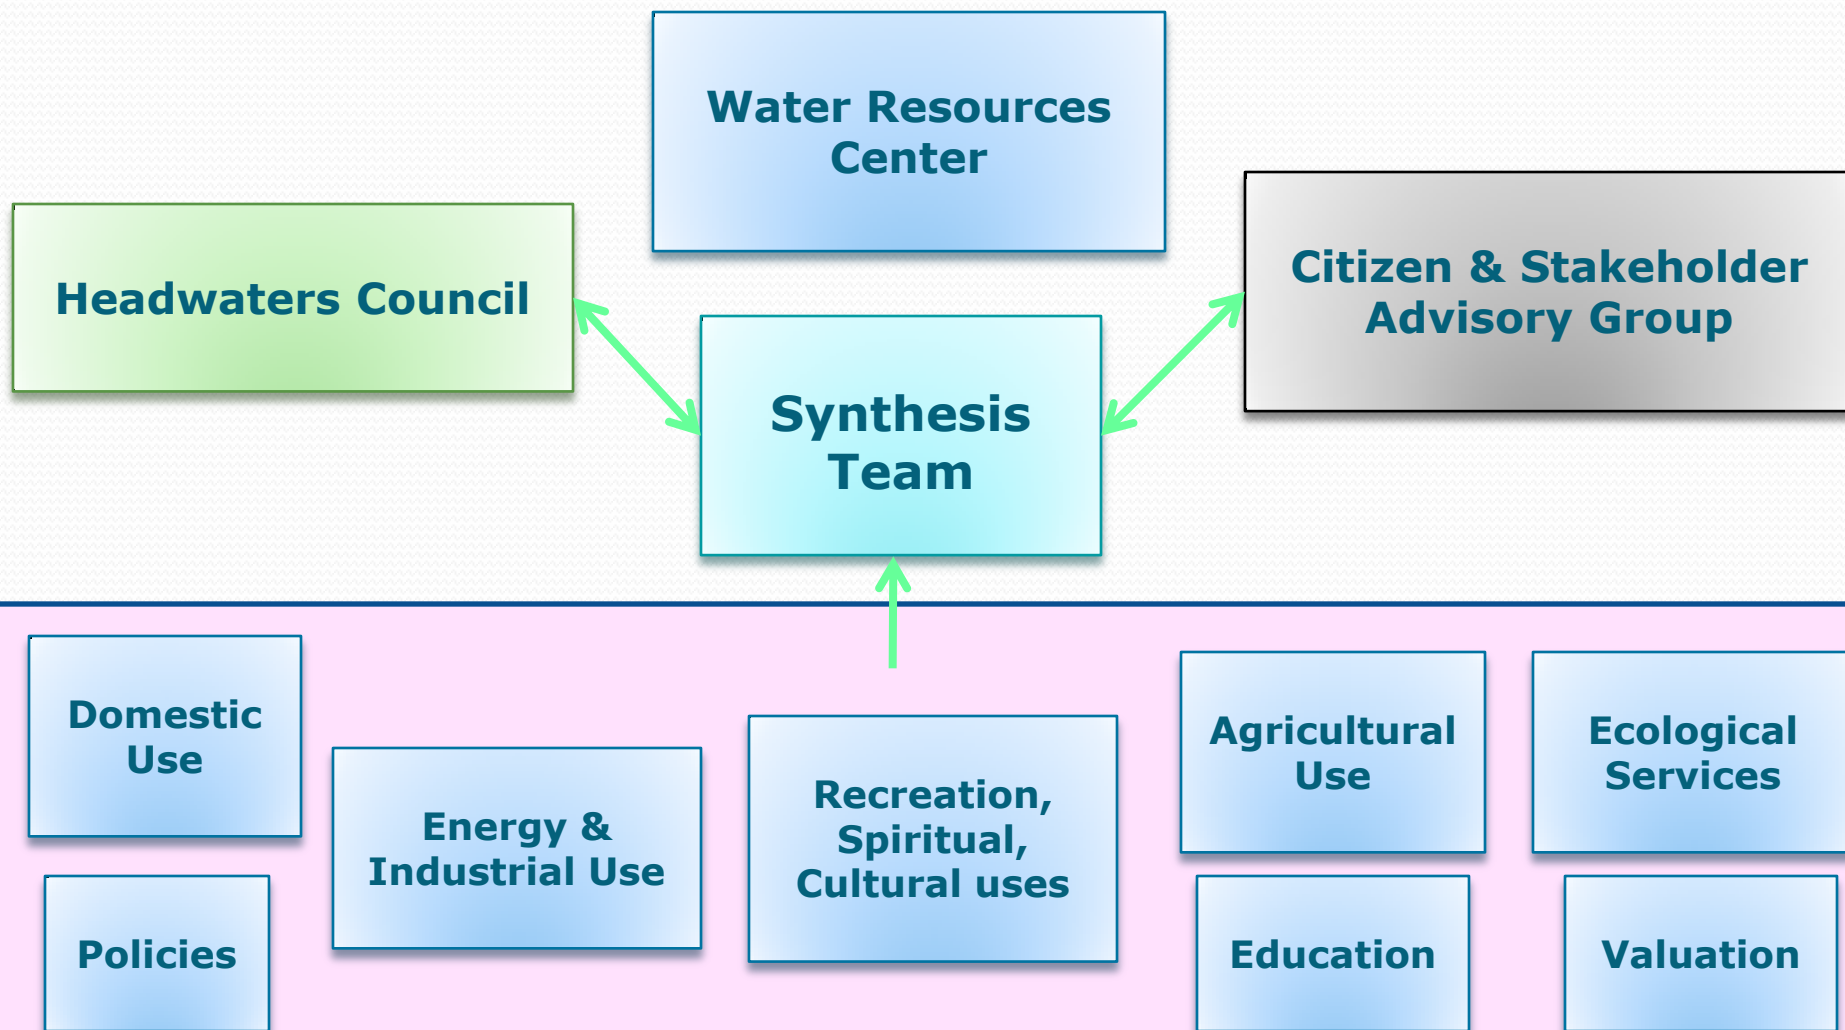 Water Resources
Center
Headwaters Council
Citizen & Stakeholder
Advisory Group
Synthesis
Team
Domestic
Use
Energy &
Industrial Use
Recreation,
Spiritual,
Cultural uses
Agricultural
Use
Ecological
Services
Policies
Education
Valuation